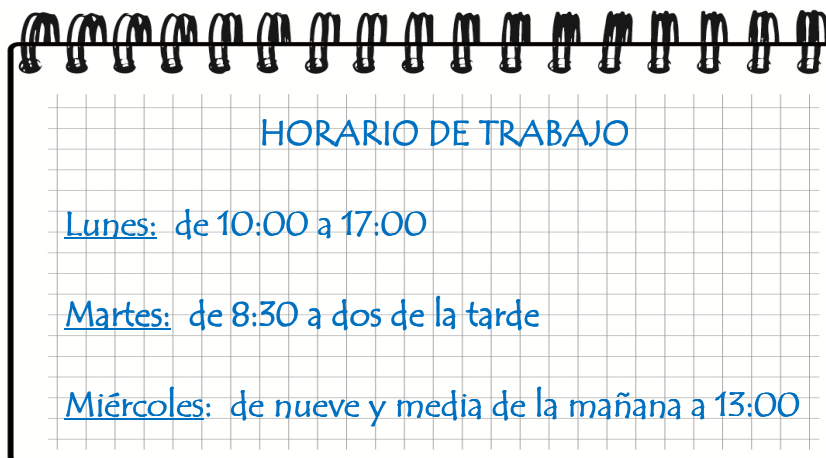 HORARIO DE TRABAJO
Lunes: de 10:00 a 17:00
Martes: de 8:30 a dos de la tarde
Miércoles: de nueve y media de la mañana a 13:00